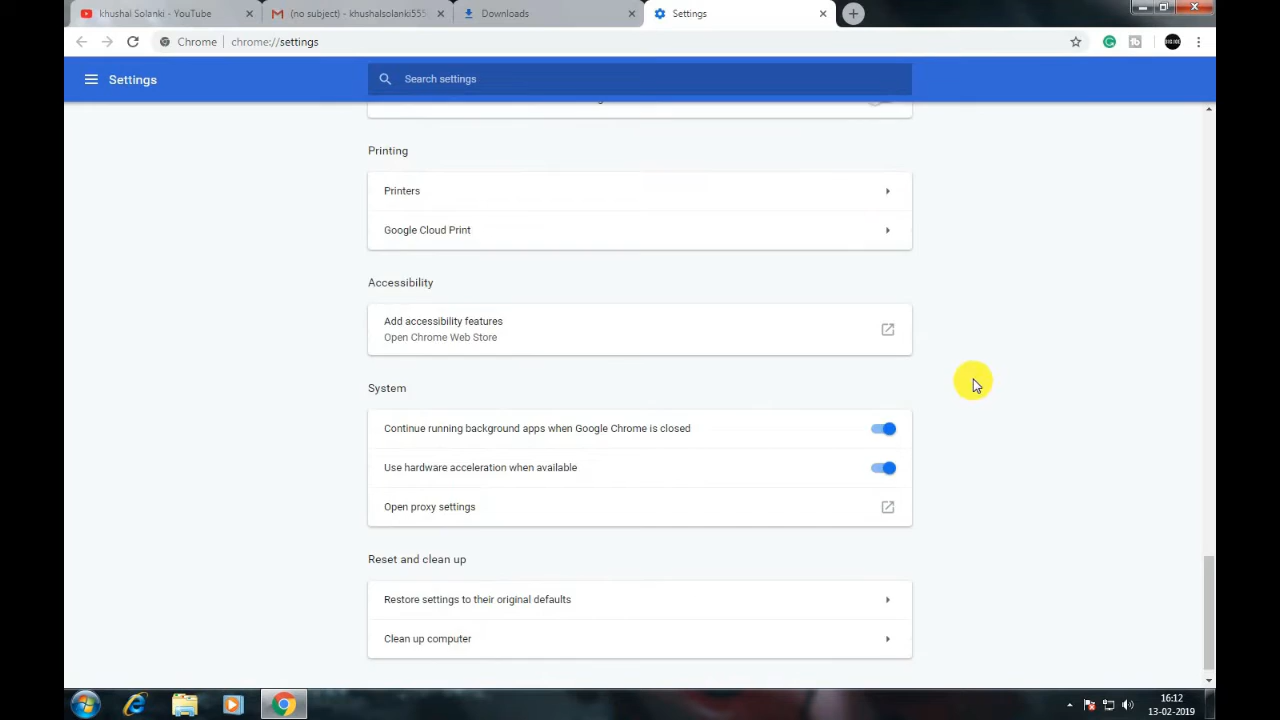 khushal Solanki - YouTube
(no subject) - khushalsolanki555
Downloads
Settings
Chrome
chrome://settings
Settings
Search settings
Printing
Printers
Google Cloud Print
Accessibility
Add accessibility features
Open Chrome Web Store
System
Continue running background apps when Google Chrome is closed
Use hardware acceleration when available
Open proxy settings
Reset and clean up
Restore settings to their original defaults
Clean up computer
16:12
13-02-2019